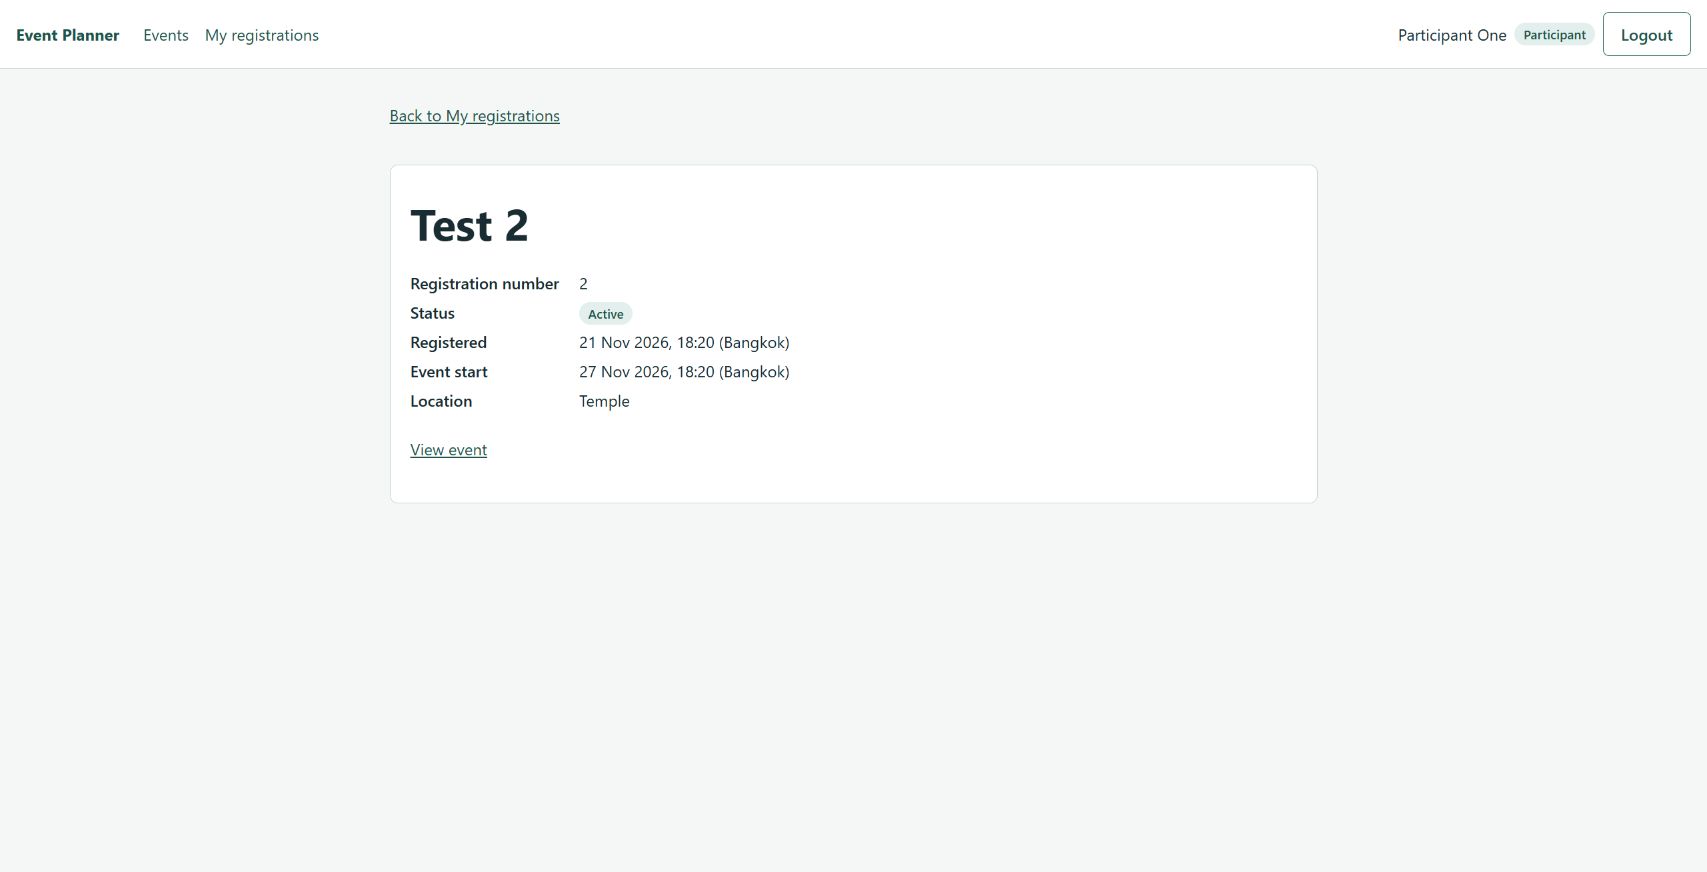 Event Planner Events My registrations Participant One Participant Logout
Back to My registrations
Test 2
Registration number 2
Status Active
Registered 21 Nov 2026, 18:20 (Bangkok)
Event start 27 Nov 2026, 18:20 (Bangkok)
Location Temple
View event